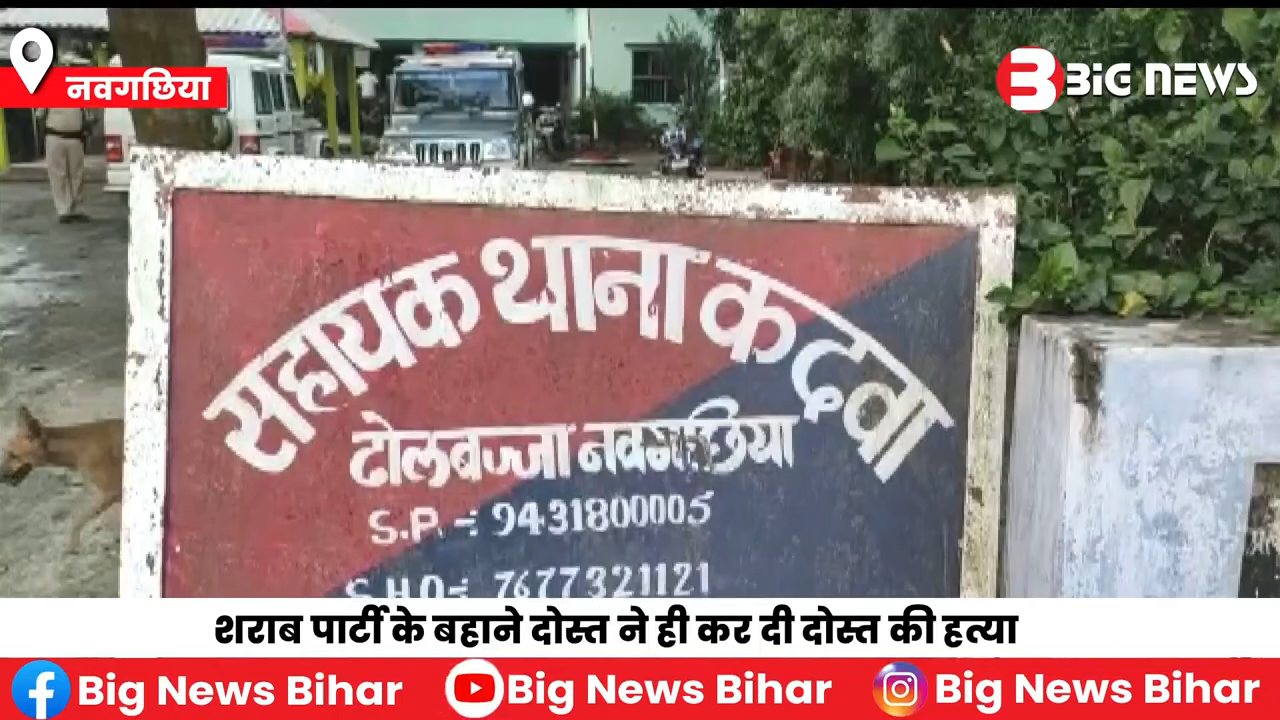 नवगछिया
BIG NEWS
सहायक थाना कदवा
ढोलबज्जा नवगछिया
S.P. -: 9431800005
S.H.O-: 7677321121
शराब पार्टी के बहाने दोस्त ने ही कर दी दोस्त की हत्या
Big News Bihar
Big News Bihar
Big News Bihar